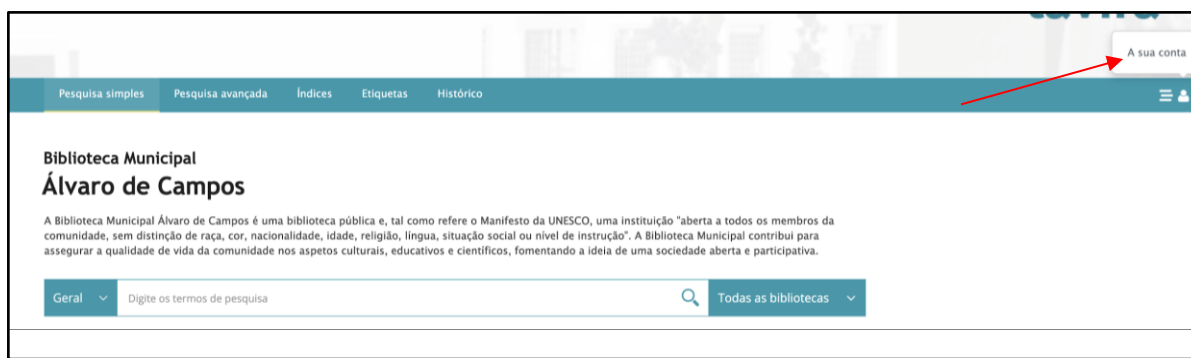 A sua conta
Pesquisa simples Pesquisa avançada Índices Etiquetas Histórico
Biblioteca Municipal
Álvaro de Campos
A Biblioteca Municipal Álvaro de Campos é uma biblioteca pública e, tal como refere o Manifesto da UNESCO, uma instituição "aberta a todos os membros da
comunidade, sem distinção de raça, cor, nacionalidade, idade, religião, língua, situação social ou nível de instrução". A Biblioteca Municipal contribui para
assegurar a qualidade de vida da comunidade nos aspetos culturais, educativos e científicos, fomentando a ideia de uma sociedade aberta e participativa.
Geral Digite os termos de pesquisa Todas as bibliotecas